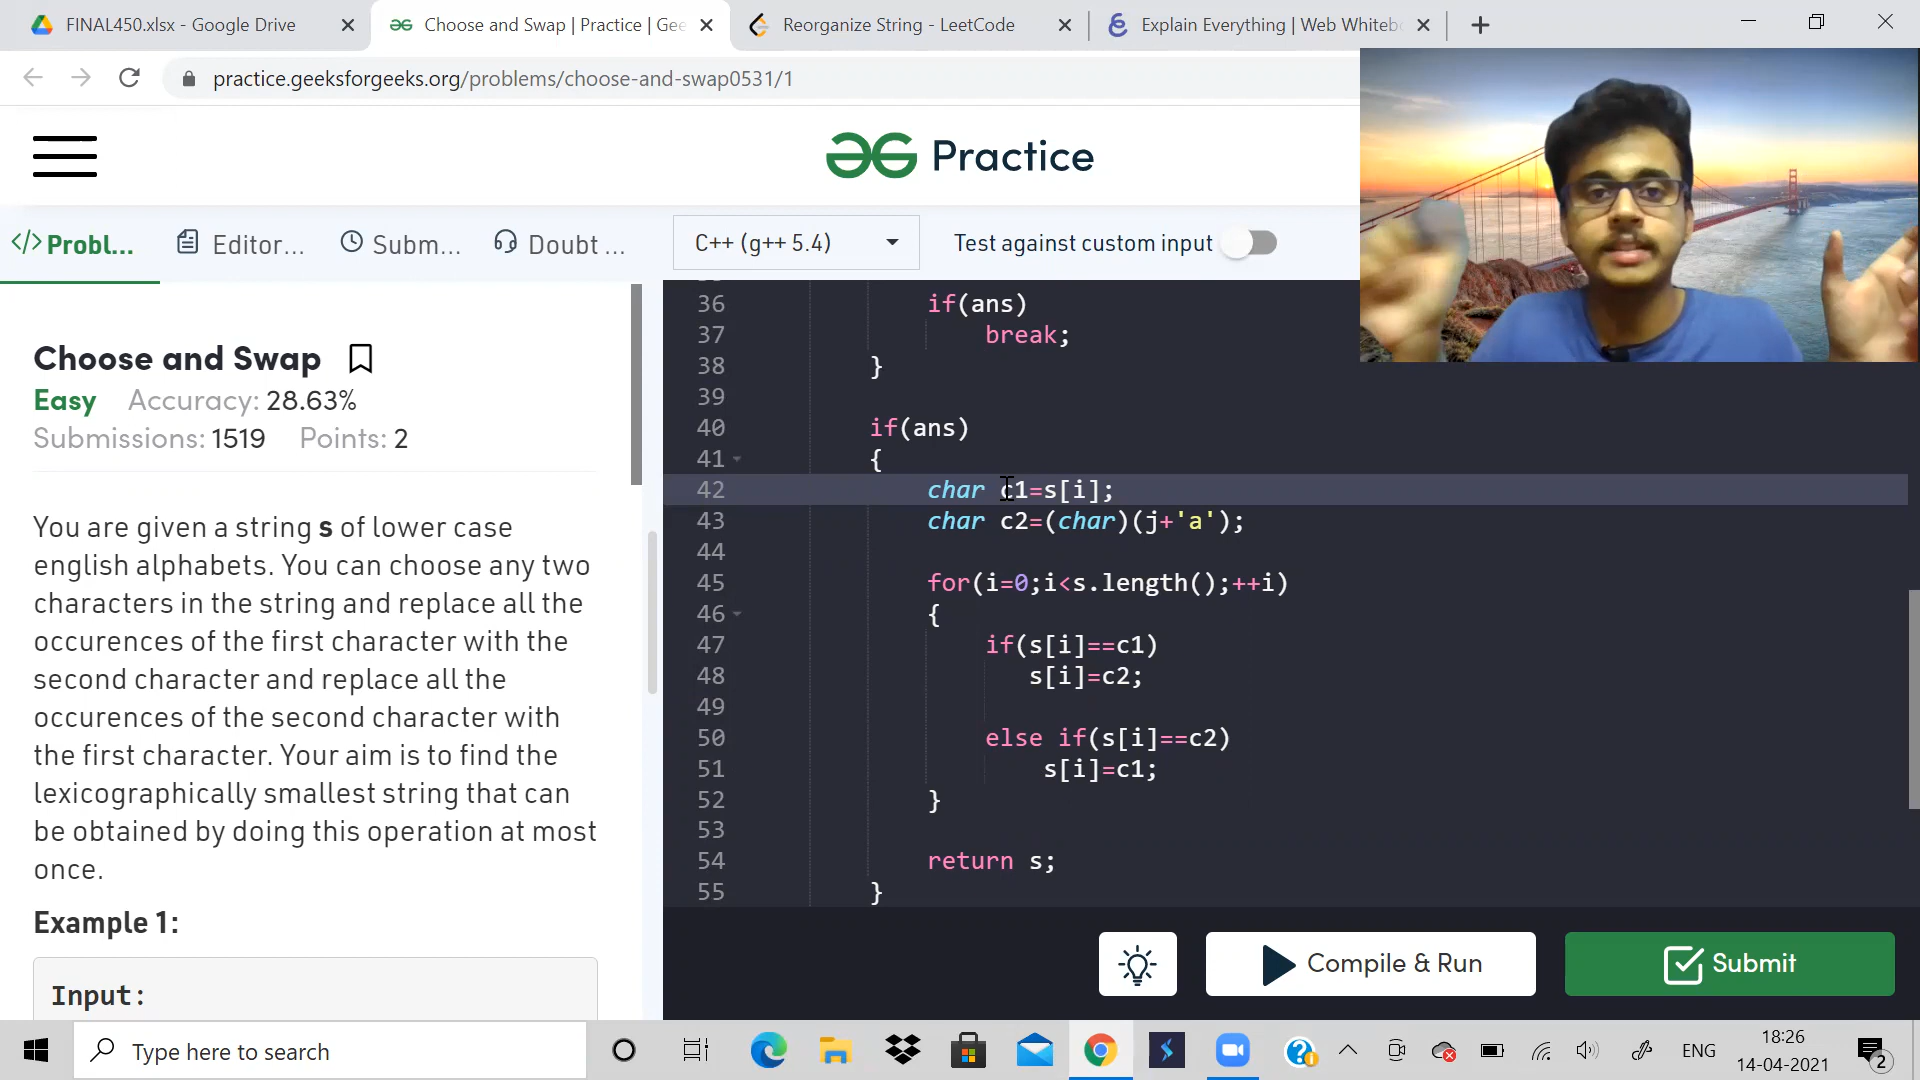 FINAL450.xlsx - Google Drive
Choose and Swap | Practice | Gee
Reorganize String - LeetCode
Explain Everything | Web Whitebo
practice.geeksforgeeks.org/problems/choose-and-swap0531/1
Practice
</> Probl...
Editor...
Subm...
Doubt ...
C++ (g++ 5.4)
Test against custom input
Choose and Swap
Easy Accuracy: 28.63%
Submissions: 1519 Points: 2
You are given a string s of lower case
english alphabets. You can choose any two
characters in the string and replace all the
occurences of the first character with the
second character and replace all the
occurences of the second character with
the first character. Your aim is to find the
lexicographically smallest string that can
be obtained by doing this operation at most
once.
Example 1:
Input:
36 if(ans)
37 break;
38 }
39
40 if(ans)
41 {
42 char c1=s[i];
43 char c2=(char)(j+'a');
44
45 for(i=0;i<s.length();++i)
46 {
47 if(s[i]==c1)
48 s[i]=c2;
49
50 else if(s[i]==c2)
51 s[i]=c1;
52 }
53
54 return s;
55 }
Compile & Run
Submit
Type here to search
ENG
18:26
14-04-2021
2